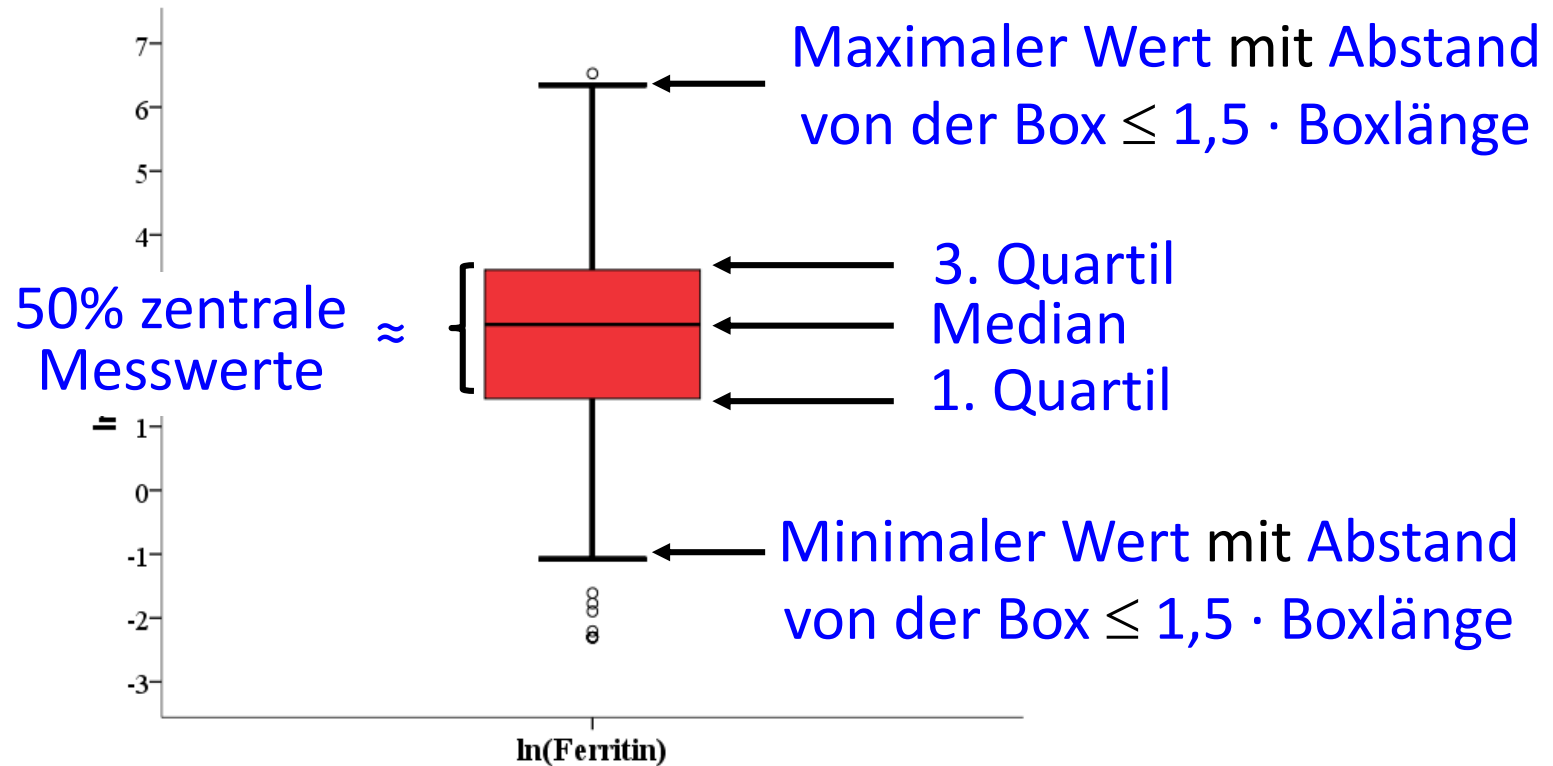 7
Maximaler Wert mit Abstand
von der Box ≤ 1,5 · Boxlänge
6
5
4
3. Quartil
50% zentrale
Messwerte
≈
Median
1. Quartil
1
0
-1
Minimaler Wert mit Abstand
von der Box ≤ 1,5 · Boxlänge
-2
-3
ln(Ferritin)